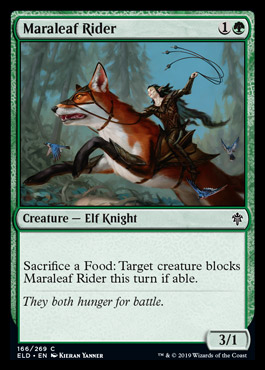 Maraleaf Rider 1
Creature — Elf Knight
Sacrifice a Food: Target creature blocks
Maraleaf Rider this turn if able.
They both hunger for battle.
3/1
166/269 C
ELD • EN KIERAN YANNER
™ & © 2019 Wizards of the Coast